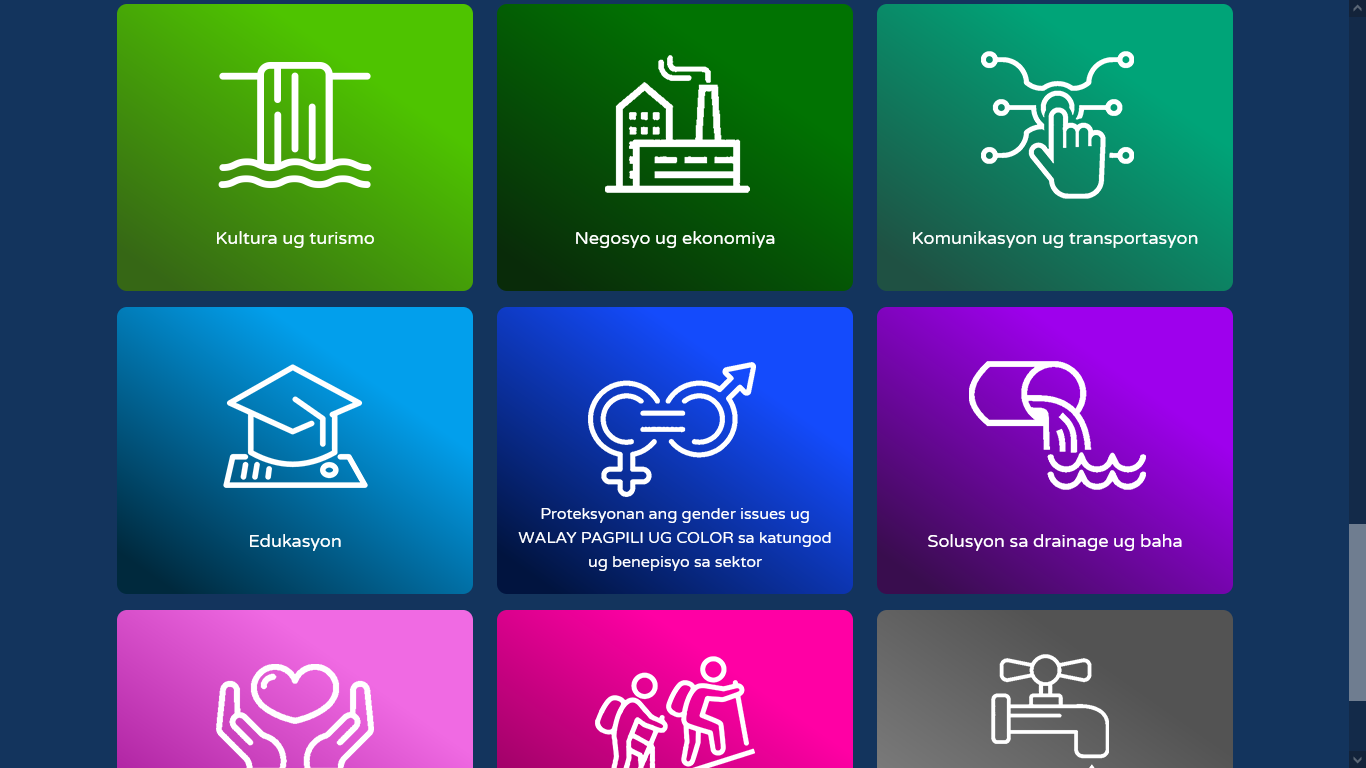 Kultura ug turismo
Negosyo ug ekonomiya
Komunikasyon ug transportasyon
Edukasyon
Proteksyonan ang gender issues ug
WALAY PAGPILI UG COLOR sa katungod
ug benepisyo sa sektor
Solusyon sa drainage ug baha